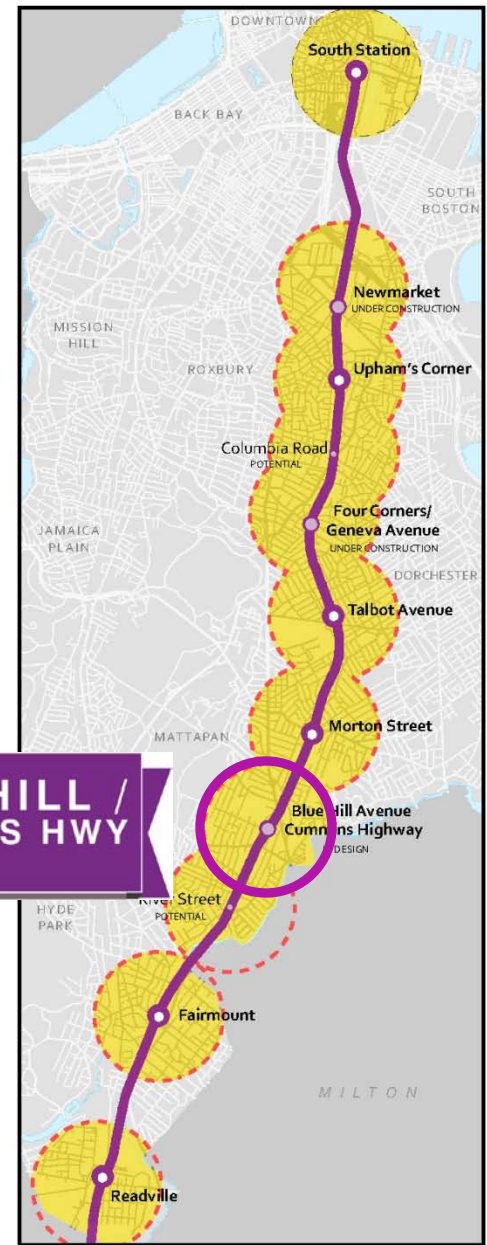 DOWNTOWN
South Station
BACK BAY
SOUTH
BOSTON
Newmarket
UNDER CONSTRUCTION
MISSION
HILL
ROXBURY
Upham's Corner
Columbia Road
POTENTIAL
Four Corners/
Geneva Avenue
UNDER CONSTRUCTION
JAMAICA
PLAIN
DORCHESTER
Talbot Avenue
Morton Street
MATTAPAN
HILL /
S HWY
Blue Hill Avenue
Cummins Highway
DESIGN
River Street
POTENTIAL
HYDE
PARK
Fairmount
MILTON
Readville